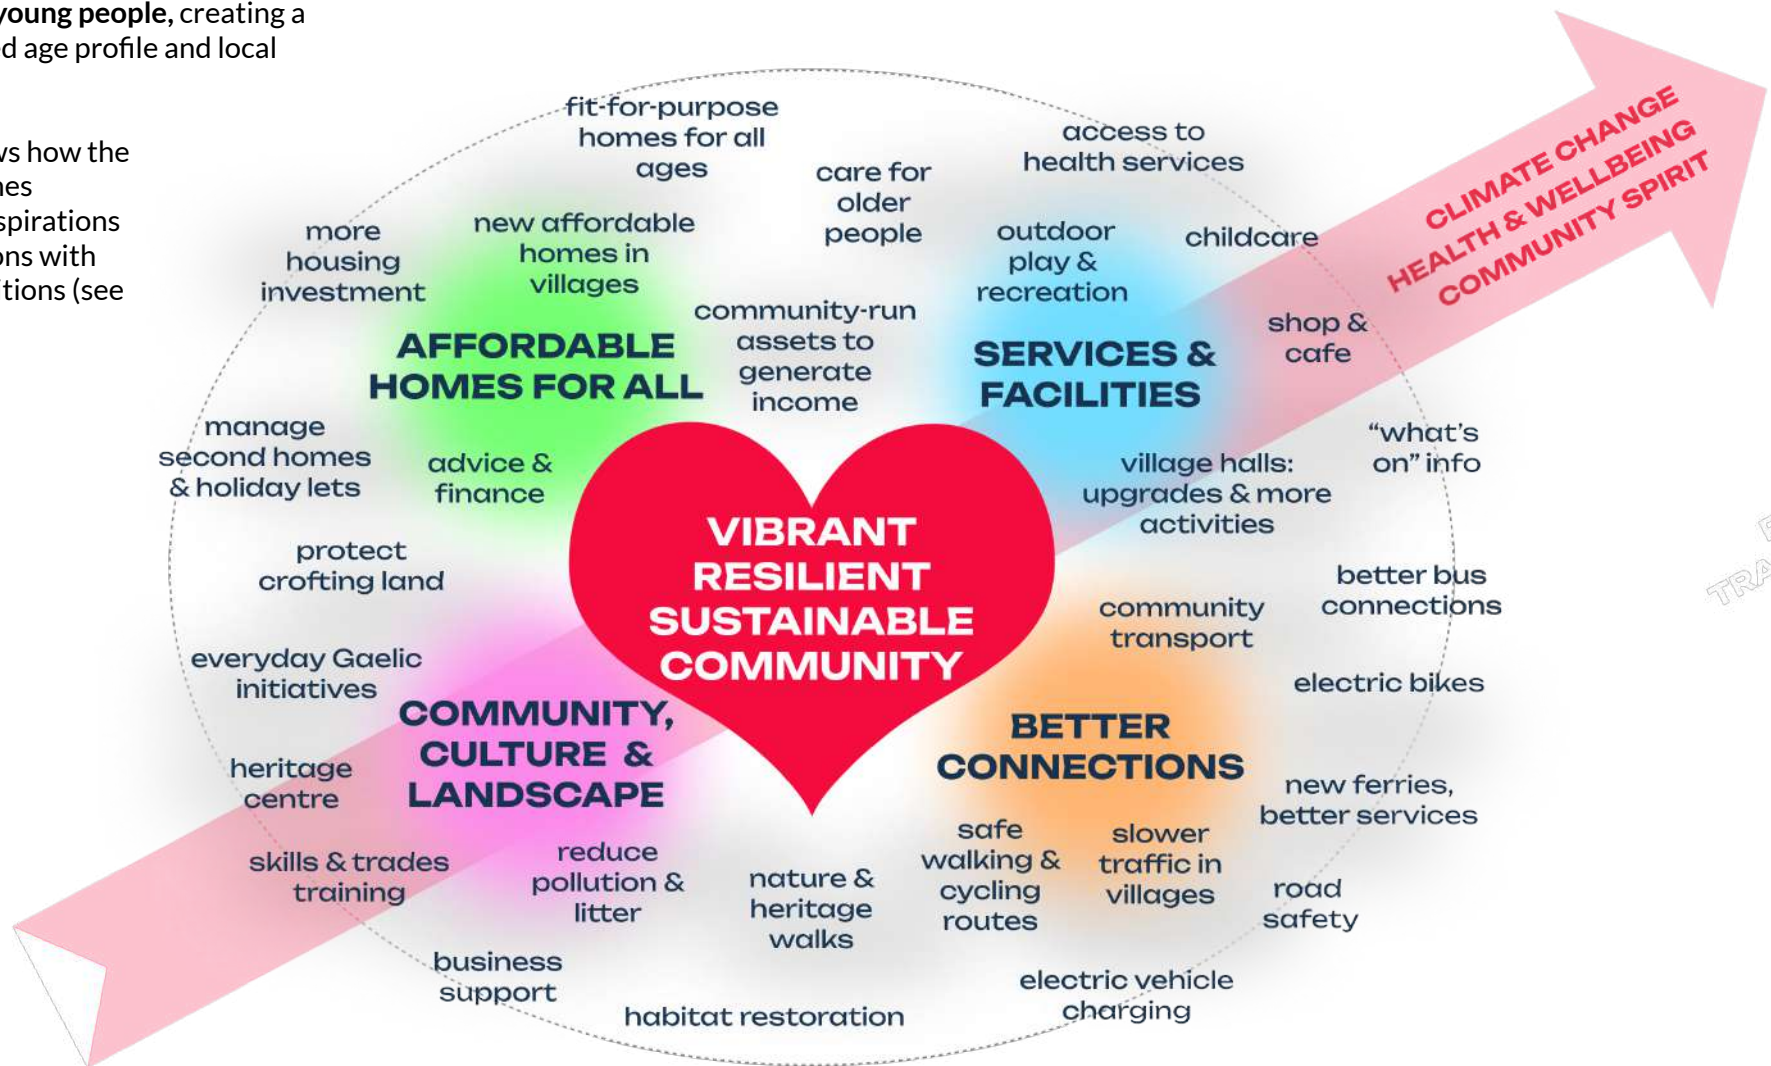 young people, creating a
age profile and local
how the
with
(see
fit-for-purpose
homes for all
ages
access to
health services
care for
older
people
CLIMATE CHANGE
HEALTH & WELLBEING
COMMUNITY SPIRIT
more
housing
investment
new affordable
homes in
villages
outdoor
play &
recreation
childcare
community-run
assets to
generate
income
shop &
cafe
AFFORDABLE
HOMES FOR ALL
SERVICES &
FACILITIES
manage
second homes
& holiday lets
advice &
finance
“what’s
on” info
village halls:
upgrades & more
activities
VIBRANT
RESILIENT
SUSTAINABLE
COMMUNITY
protect
crofting land
better bus
connections
community
transport
everyday Gaelic
initiatives
electric bikes
COMMUNITY,
CULTURE &
LANDSCAPE
BETTER
CONNECTIONS
heritage
centre
new ferries,
better services
skills & trades
training
reduce
pollution &
litter
nature &
heritage
walks
safe
walking &
cycling
routes
slower
traffic in
villages
road
safety
business
support
habitat restoration
electric vehicle
charging